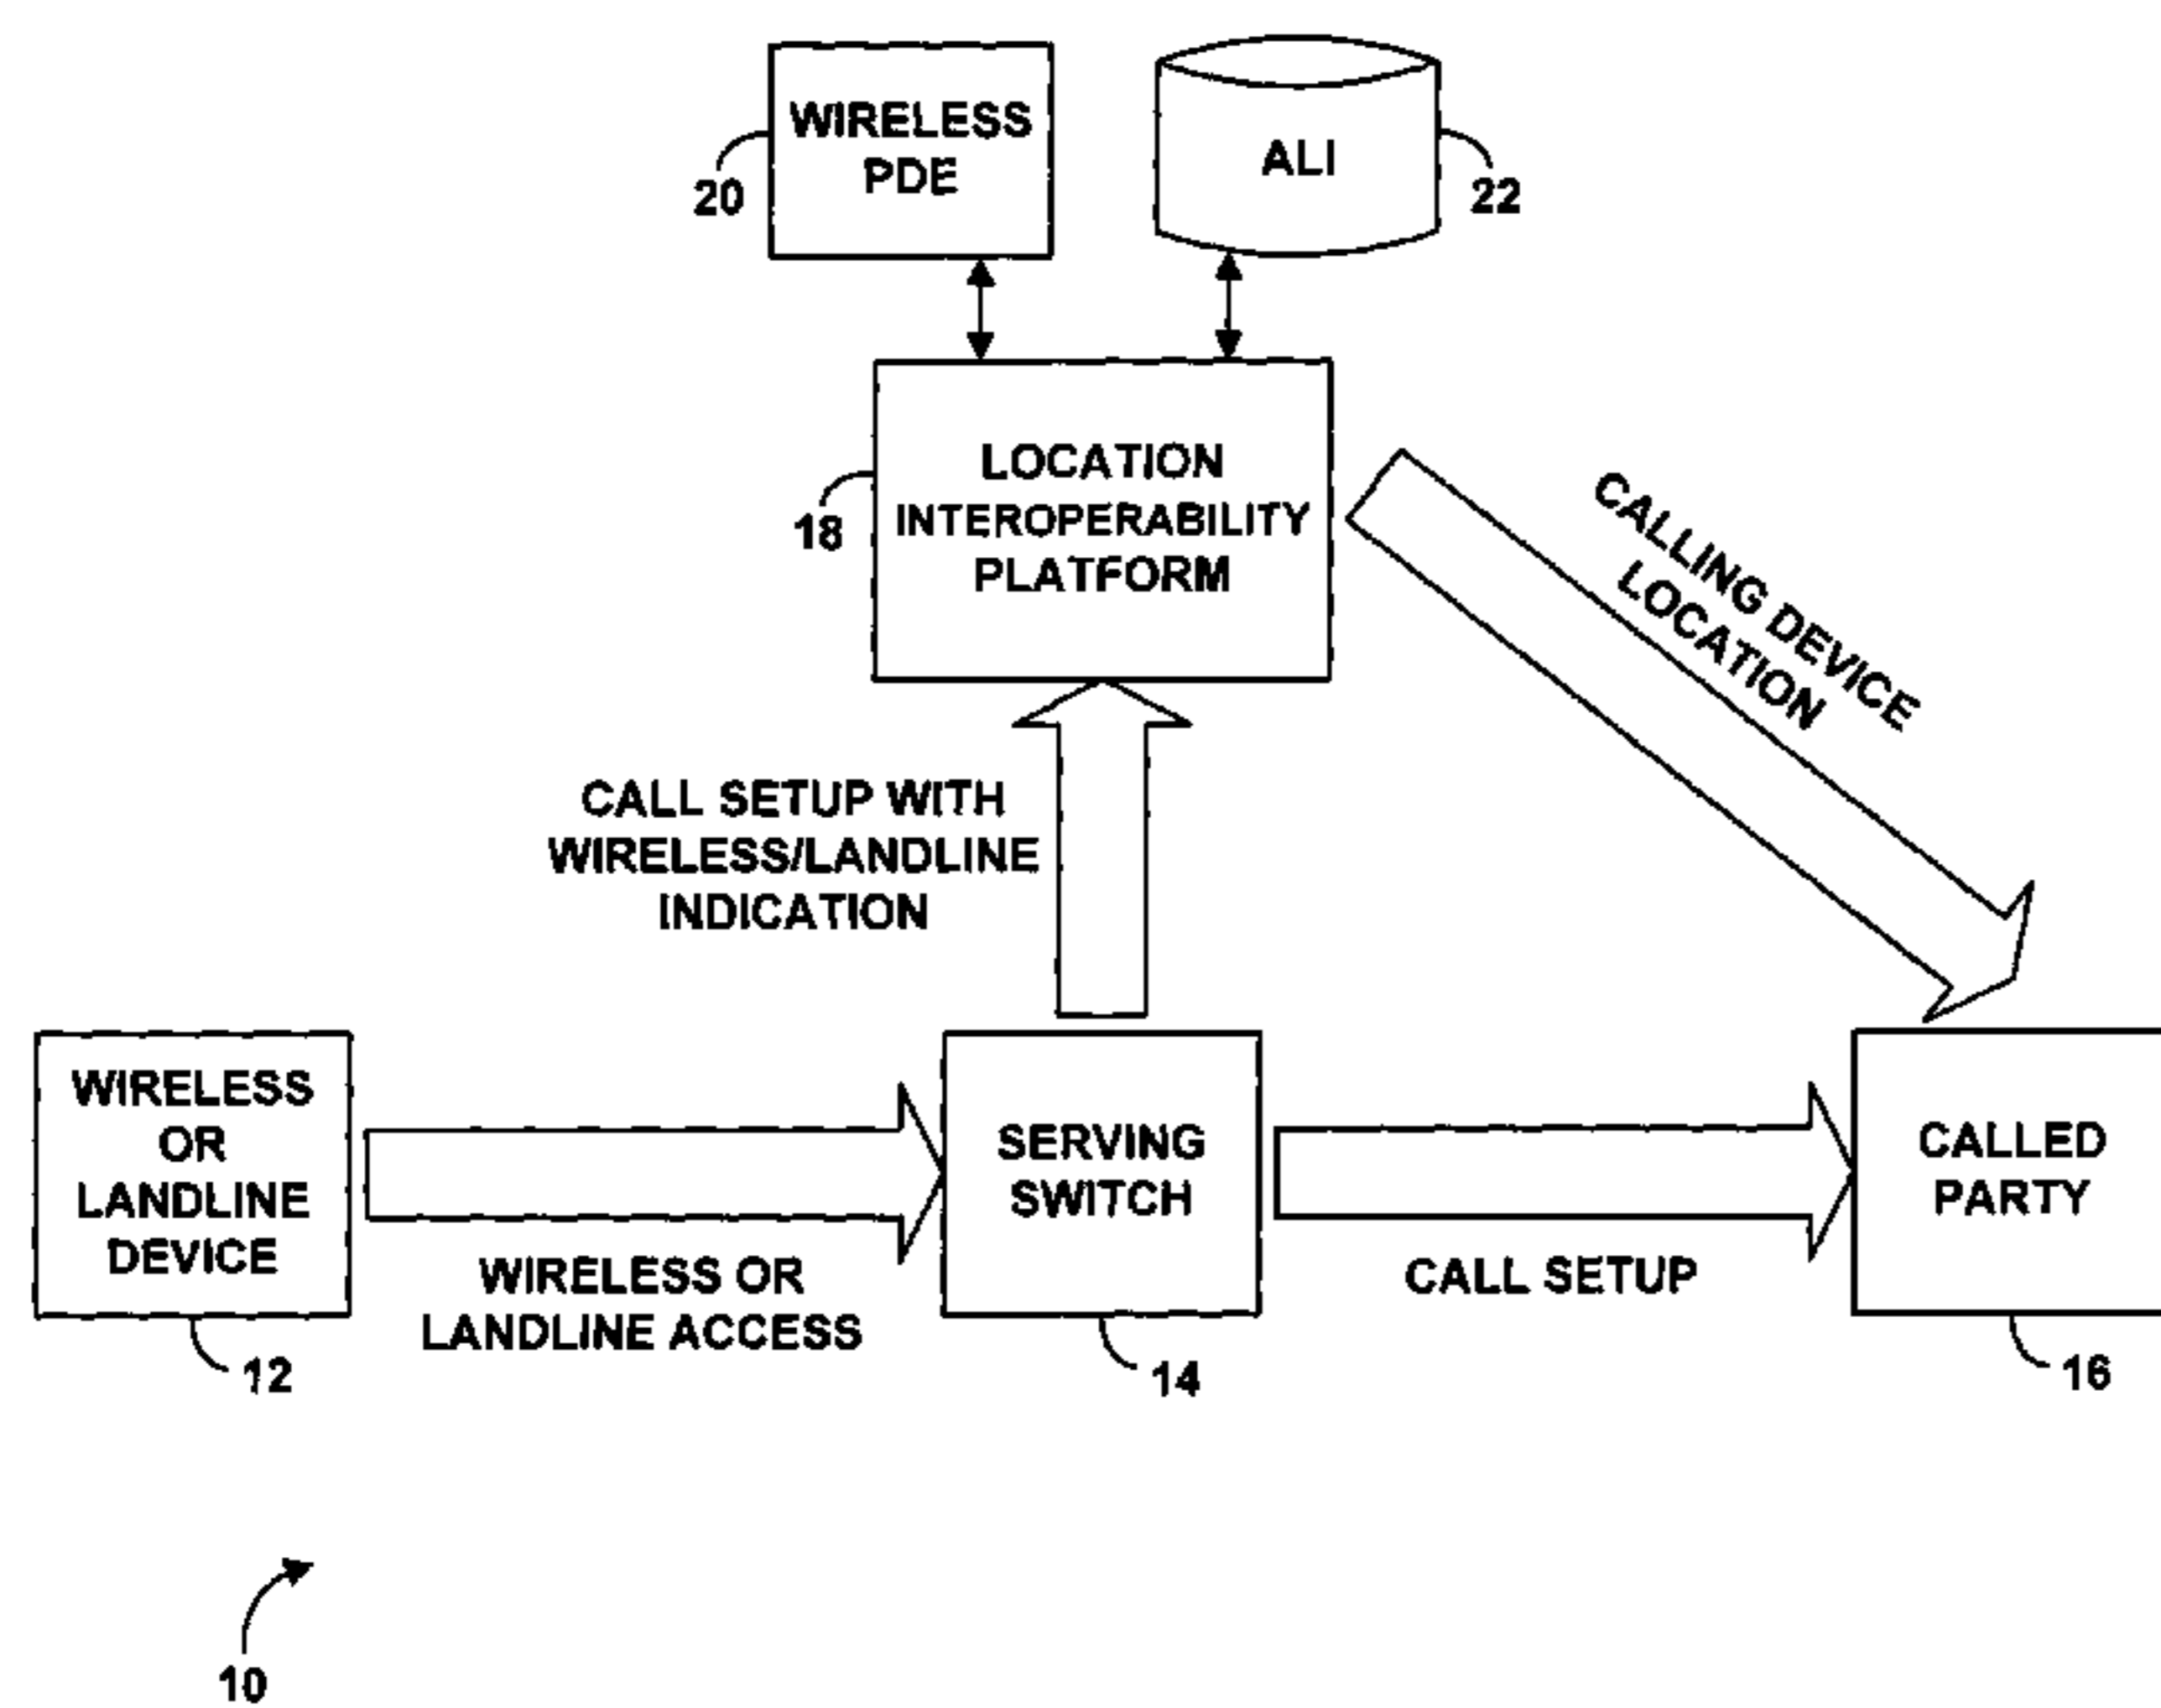 WIRELESS
PDE
20
ALI
22
LOCATION
INTEROPERABILITY
PLATFORM
18
CALLING DEVICE
LOCATION
CALL SETUP WITH
WIRELESS/LANDLINE
INDICATION
WIRELESS
OR
LANDLINE
DEVICE
12
WIRELESS OR
LANDLINE ACCESS
SERVING
SWITCH
14
CALL SETUP
CALLED
PARTY
16
10